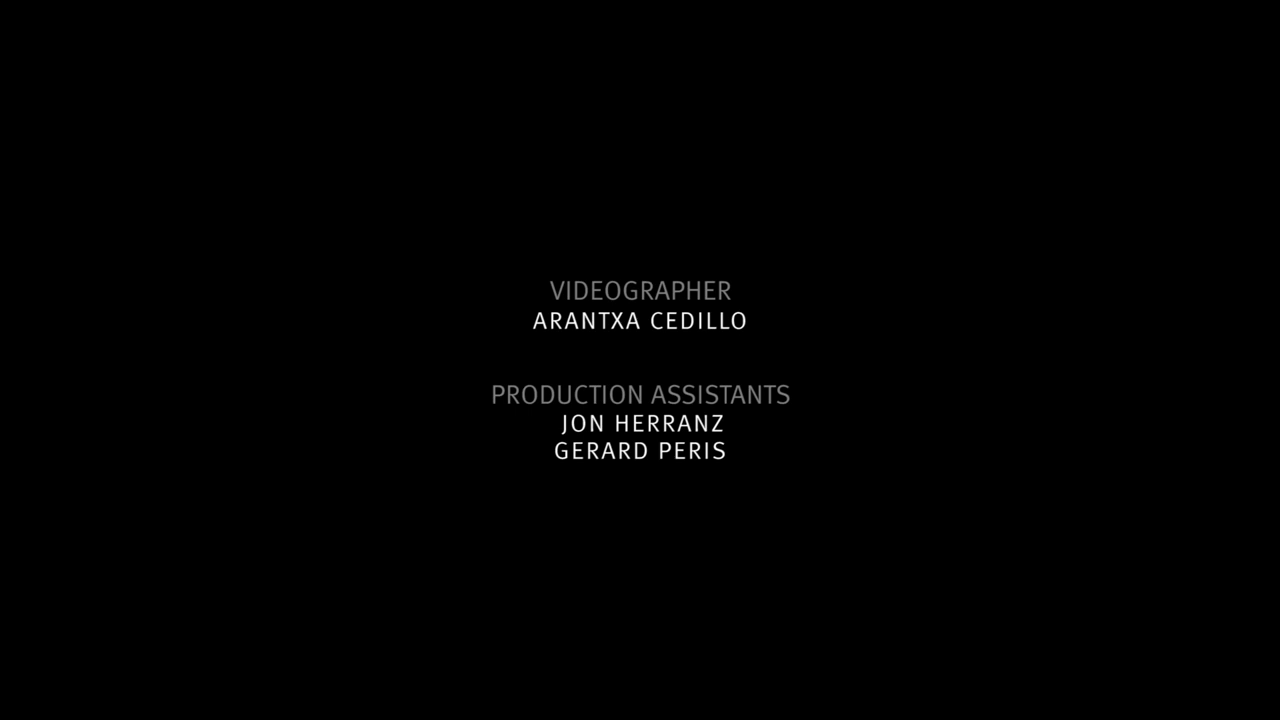 VIDEOGRAPHER
ARANTXA CEDILLO
PRODUCTION ASSISTANTS
JON HERRANZ
GERARD PERIS